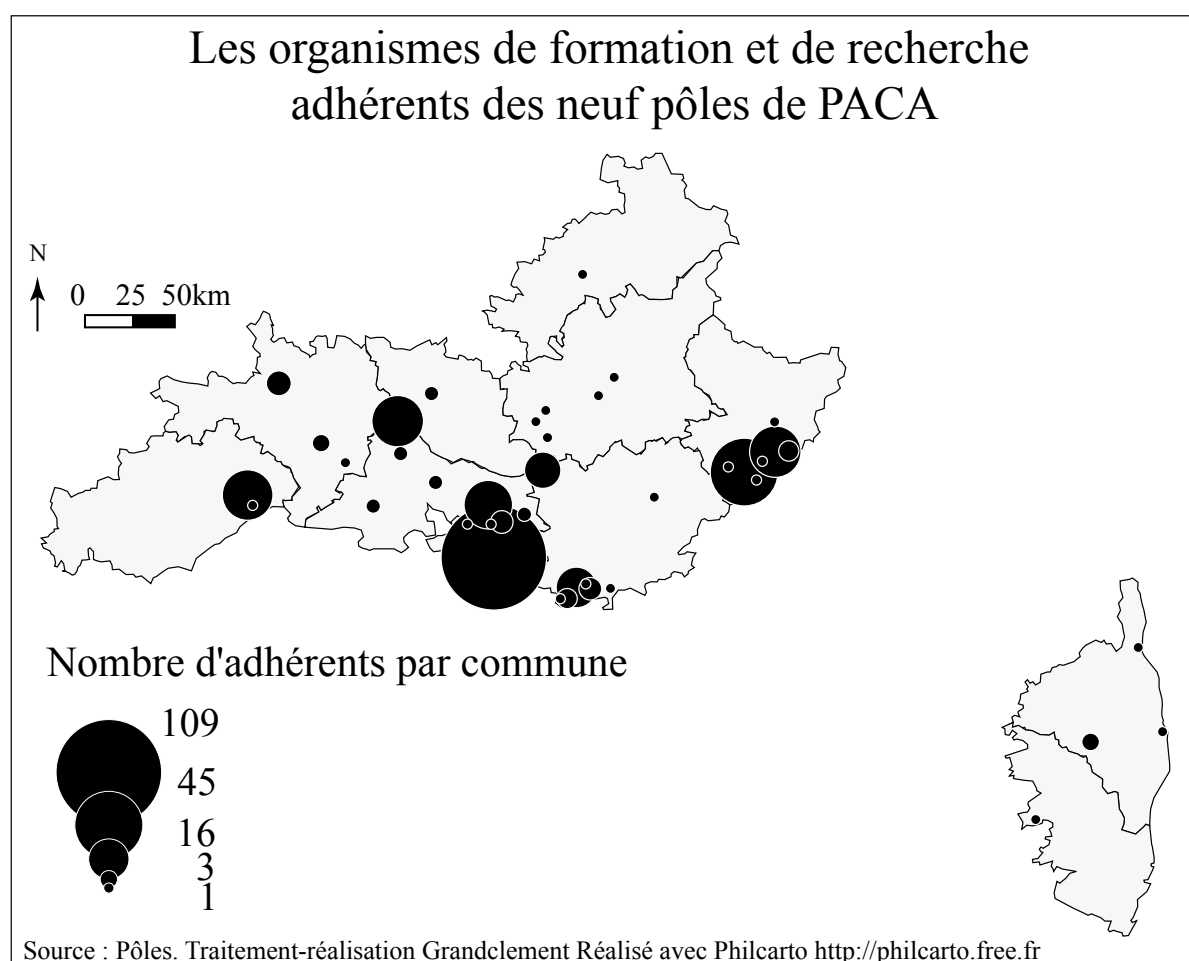 Les organismes de formation et de recherche
adhérents des neuf pôles de PACA
N
0 25 50km
Nombre d'adhérents par commune
109
45
16
3
1
Source : Pôles. Traitement-réalisation Grandclement Réalisé avec Philcarto http://philcarto.free.fr